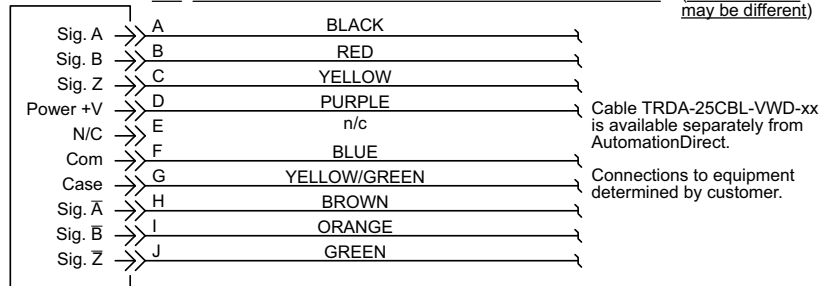 may be different)
Sig. A A BLACK
Sig. B B RED
Sig. Z C YELLOW
Power +V D PURPLE
N/C E n/c
Com F BLUE
Case G YELLOW/GREEN
Sig. A̅ H BROWN
Sig. B̅ I ORANGE
Sig. Z̅ J GREEN
Cable TRDA-25CBL-VWD-xx
is available separately from
AutomationDirect.
Connections to equipment
determined by customer.